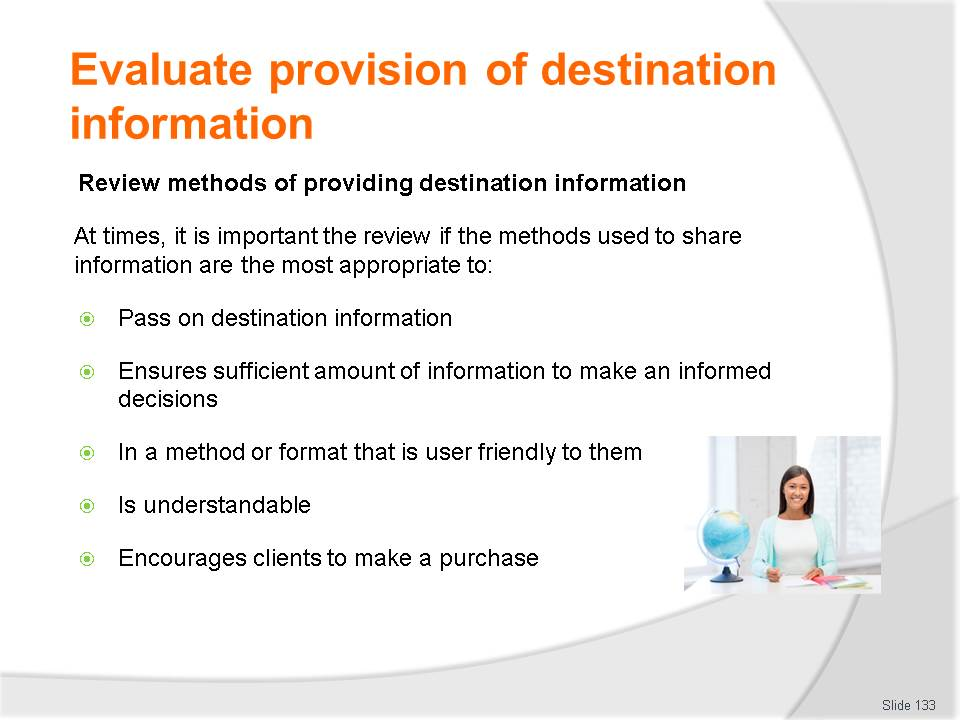 Evaluate provision of destination
information
Review methods of providing destination information
At times, it is important the review if the methods used to share
information are the most appropriate to:
Pass on destination information
Ensures sufficient amount of information to make an informed
decisions
In a method or format that is user friendly to them
Is understandable
Encourages clients to make a purchase
Slide 133